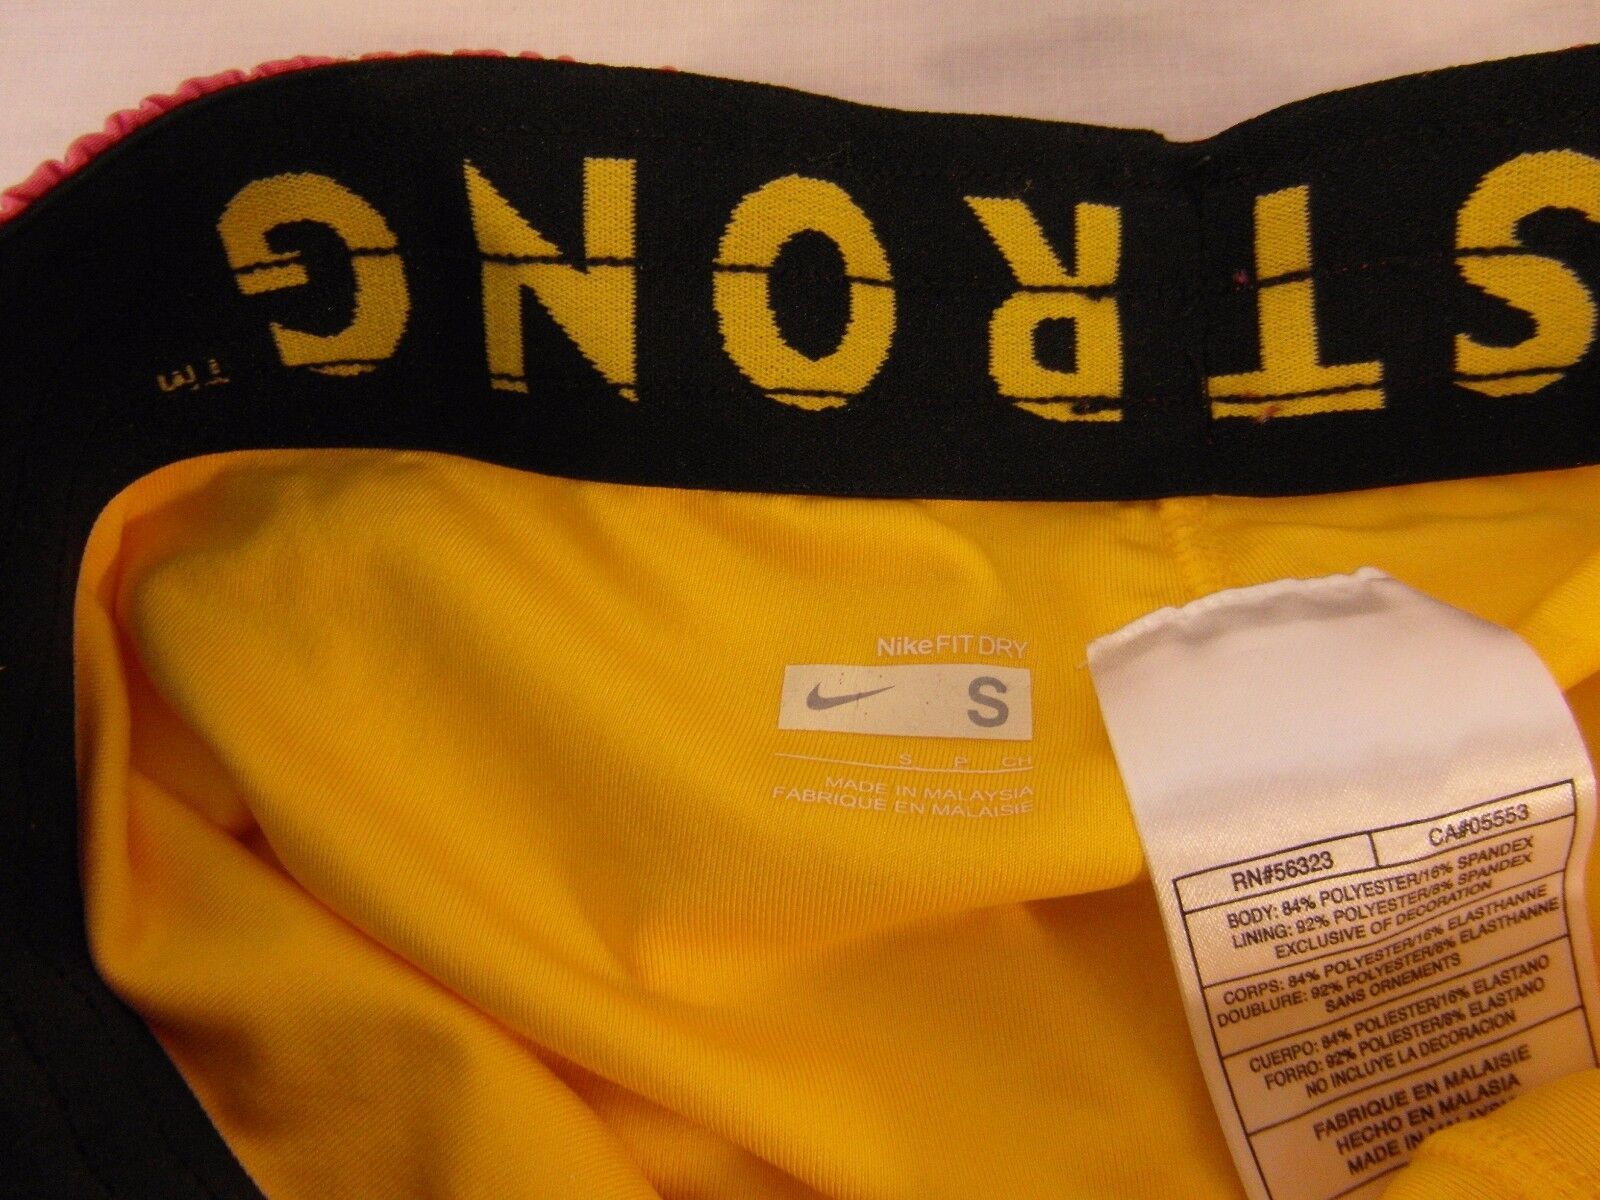 STRONG
NikeFIT DRY
S
S P CH
MADE IN MALAYSIA
FABRIQUE EN MALAISIE
RN#56323 CA#05553
BODY: 84% POLYESTER/16% SPANDEX
LINING: 92% POLYESTER/8% SPANDEX
EXCLUSIVE OF DECORATION
CORPS: 84% POLYESTER/16% ELASTHANNE
DOUBLURE: 92% POLYESTER/8% ELASTHANNE
SANS ORNEMENTS
CUERPO: 84% POLIESTER/16% ELASTANO
FORRO: 92% POLIESTER/8% ELASTANO
NO INCLUYE LA DECORACION
FABRIQUE EN MALAISIE
HECHO EN MALASIA
MADE IN